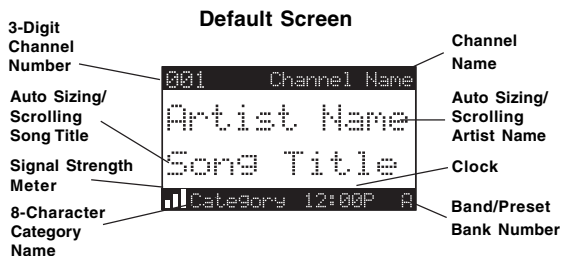 Default Screen
3-Digit
Channel
Number
Channel
Name
001 Channel Name
Auto Sizing/
Scrolling
Song Title
Artist Name
Auto Sizing/
Scrolling
Artist Name
Song Title
Signal Strength
Meter
Clock
Category 12:00P A
8-Character
Category
Name
Band/Preset
Bank Number